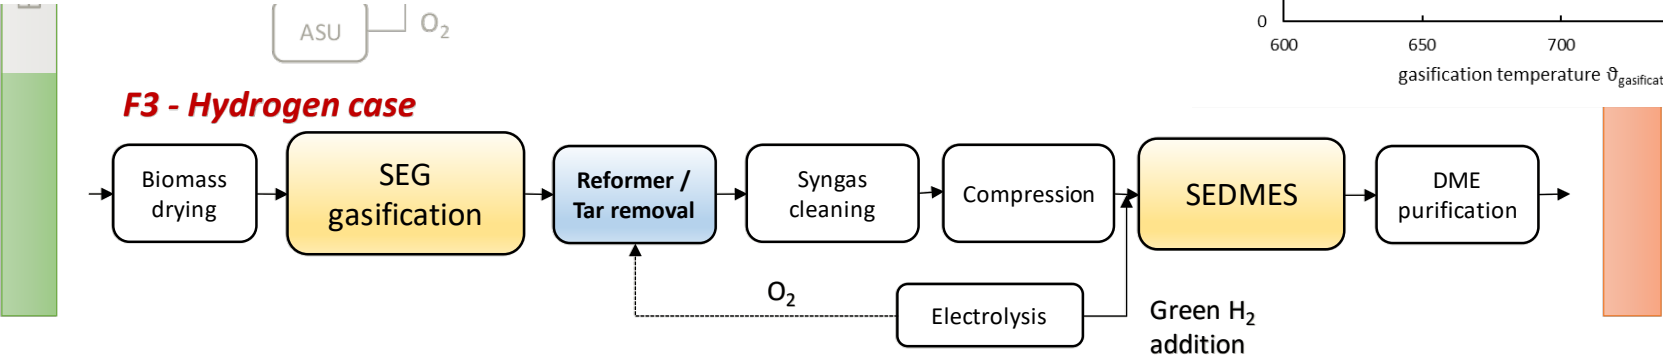 ASU
O₂
0
600
650
700
gasification temperature ϑgasificat
F3 - Hydrogen case
Biomass
drying
SEG
gasification
Reformer /
Tar removal
Syngas
cleaning
Compression
SEDMES
DME
purification
O₂
Electrolysis
Green H₂
addition